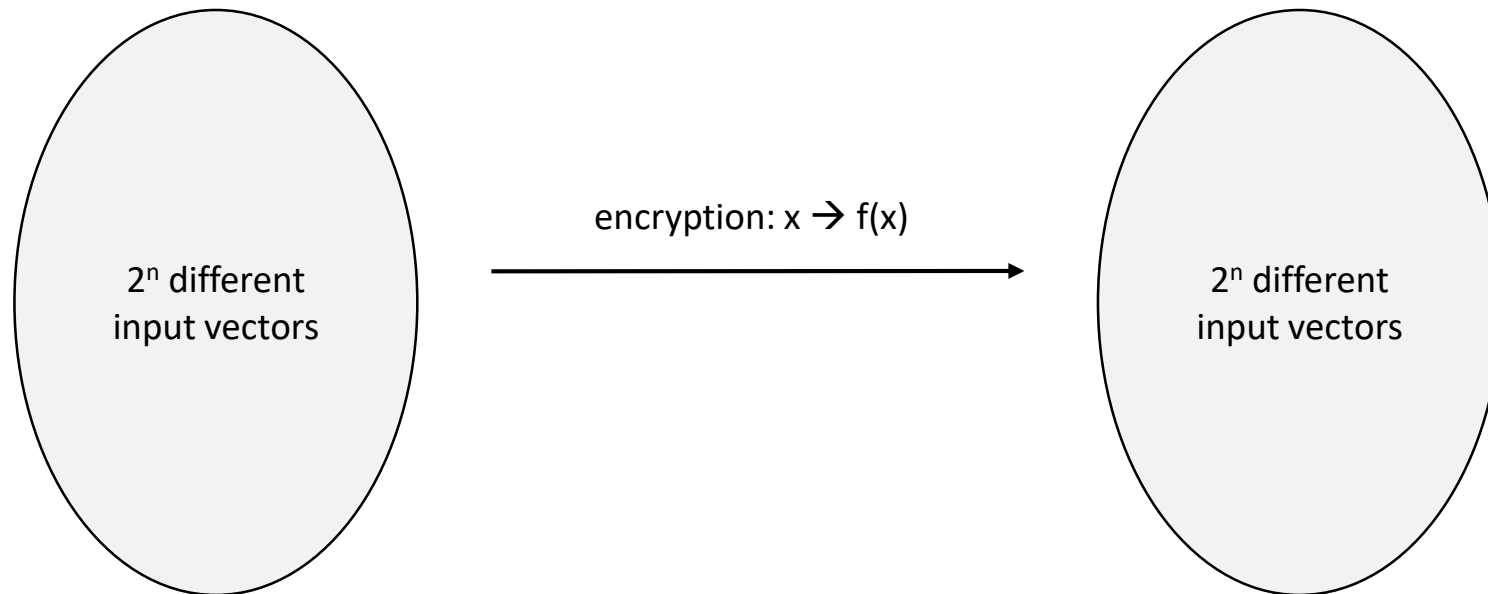 encryption: x → f(x)
2ⁿ different
input vectors
2ⁿ different
input vectors